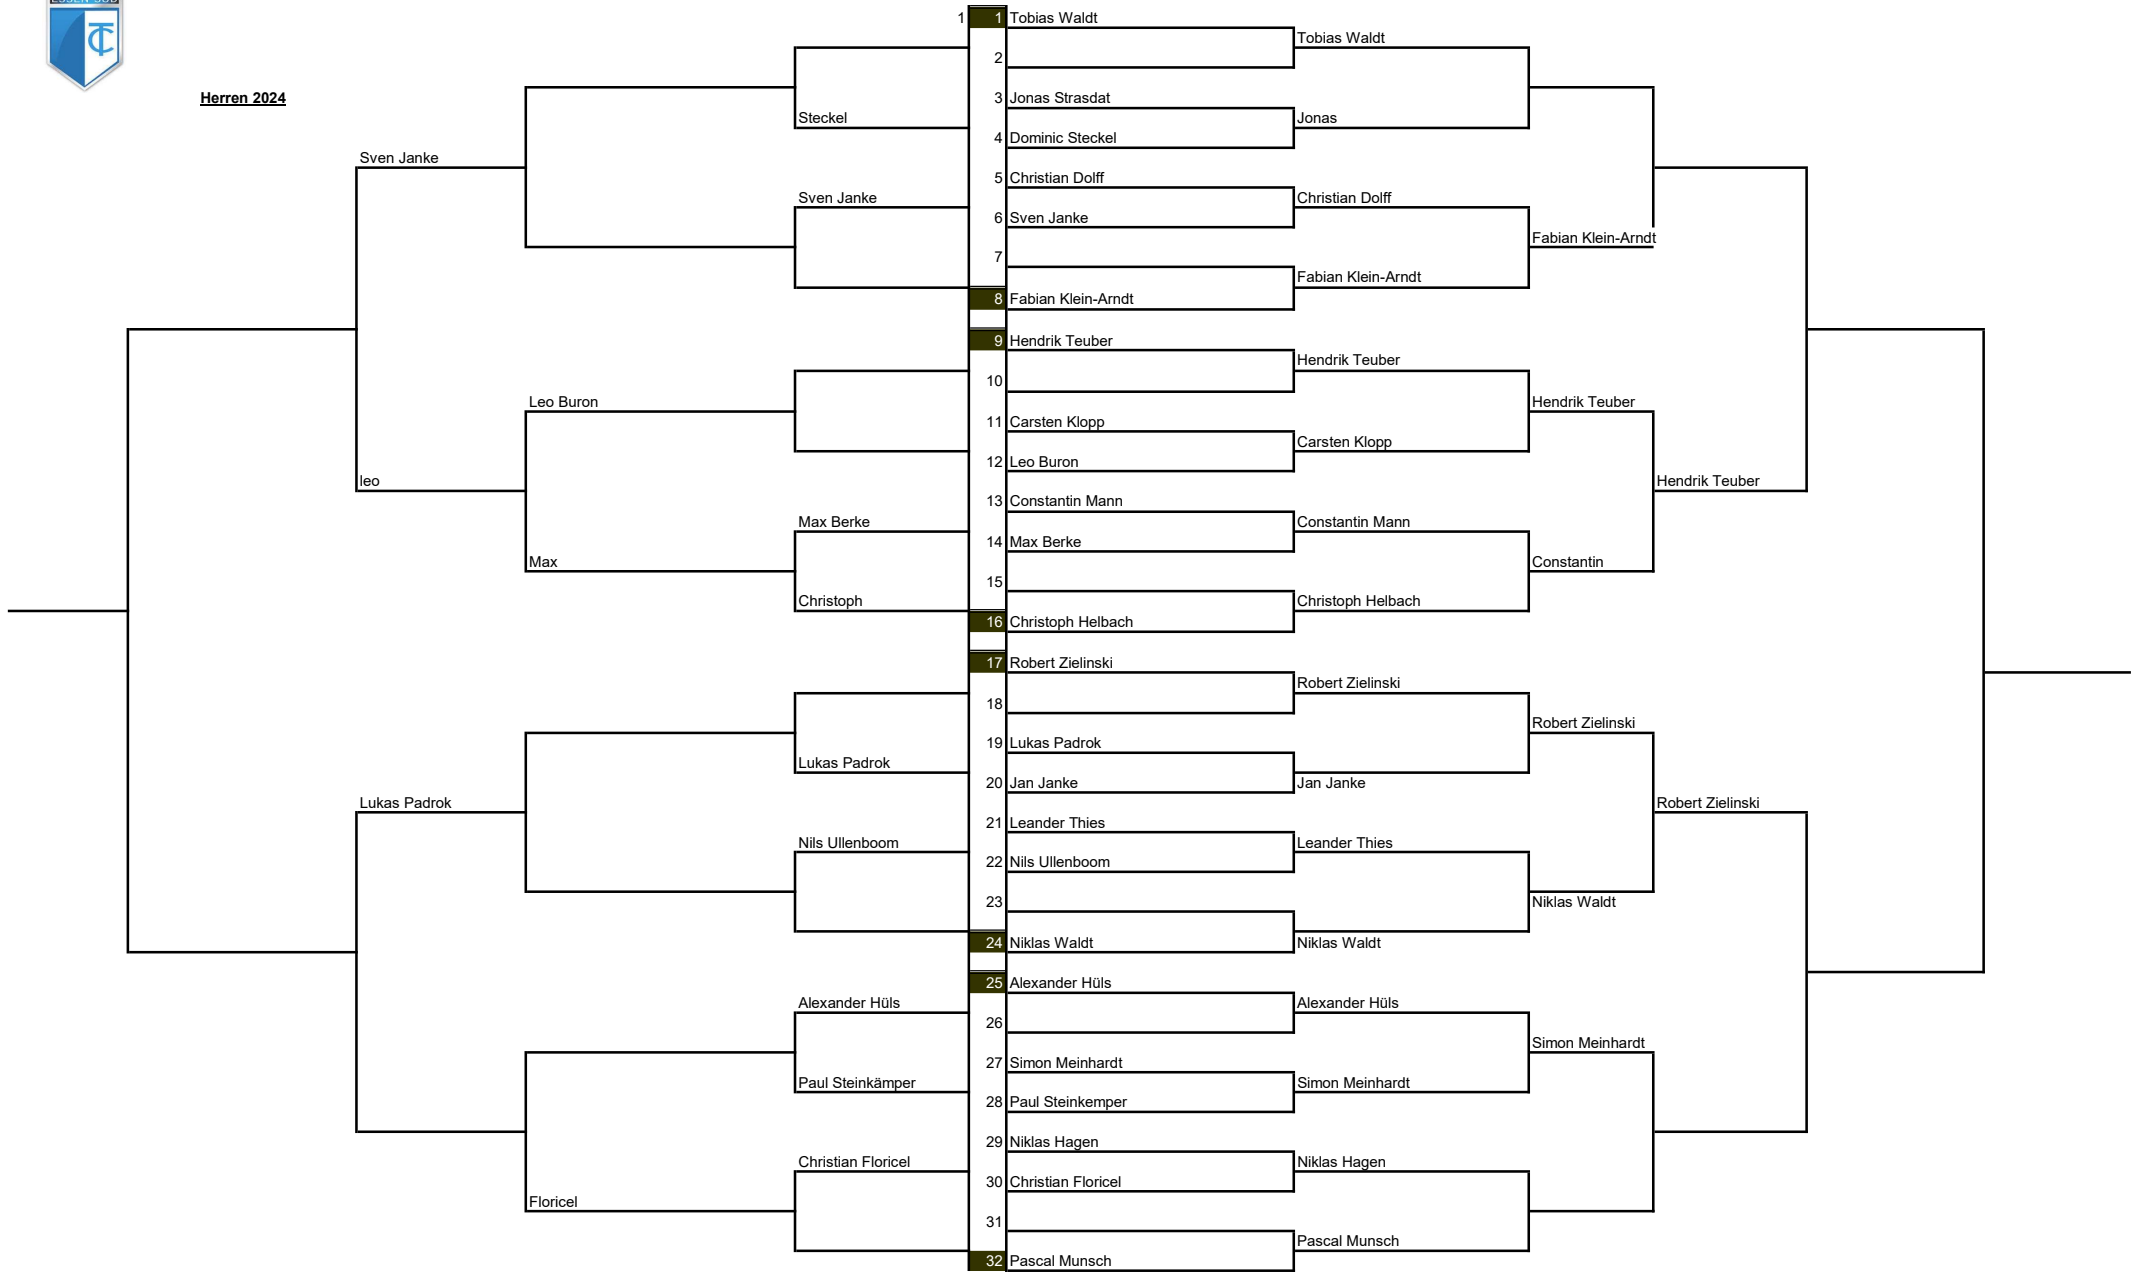 ESSEN-SÜD
TC
Herren 2024
1 1 Tobias Waldt
Tobias Waldt
2
3 Jonas Strasdat
Steckel
Jonas
4 Dominic Steckel
Sven Janke
5 Christian Dolff
Sven Janke
Christian Dolff
6 Sven Janke
Fabian Klein-Arndt
7
Fabian Klein-Arndt
8 Fabian Klein-Arndt
9 Hendrik Teuber
Hendrik Teuber
10
Leo Buron
Hendrik Teuber
11 Carsten Klopp
Carsten Klopp
12 Leo Buron
leo
Hendrik Teuber
13 Constantin Mann
Max Berke
Constantin Mann
14 Max Berke
Max
Constantin
15
Christoph
Christoph Helbach
16 Christoph Helbach
17 Robert Zielinski
Robert Zielinski
18
Robert Zielinski
19 Lukas Padrok
Lukas Padrok
20 Jan Janke
Jan Janke
Lukas Padrok
Robert Zielinski
21 Leander Thies
Nils Ullenboom
Leander Thies
22 Nils Ullenboom
23
Niklas Waldt
24 Niklas Waldt
Niklas Waldt
25 Alexander Hüls
Alexander Hüls
Alexander Hüls
26
Simon Meinhardt
27 Simon Meinhardt
Paul Steinkämper
Simon Meinhardt
28 Paul Steinkemper
29 Niklas Hagen
Christian Floricel
Niklas Hagen
30 Christian Floricel
Floricel
31
Pascal Munsch
32 Pascal Munsch